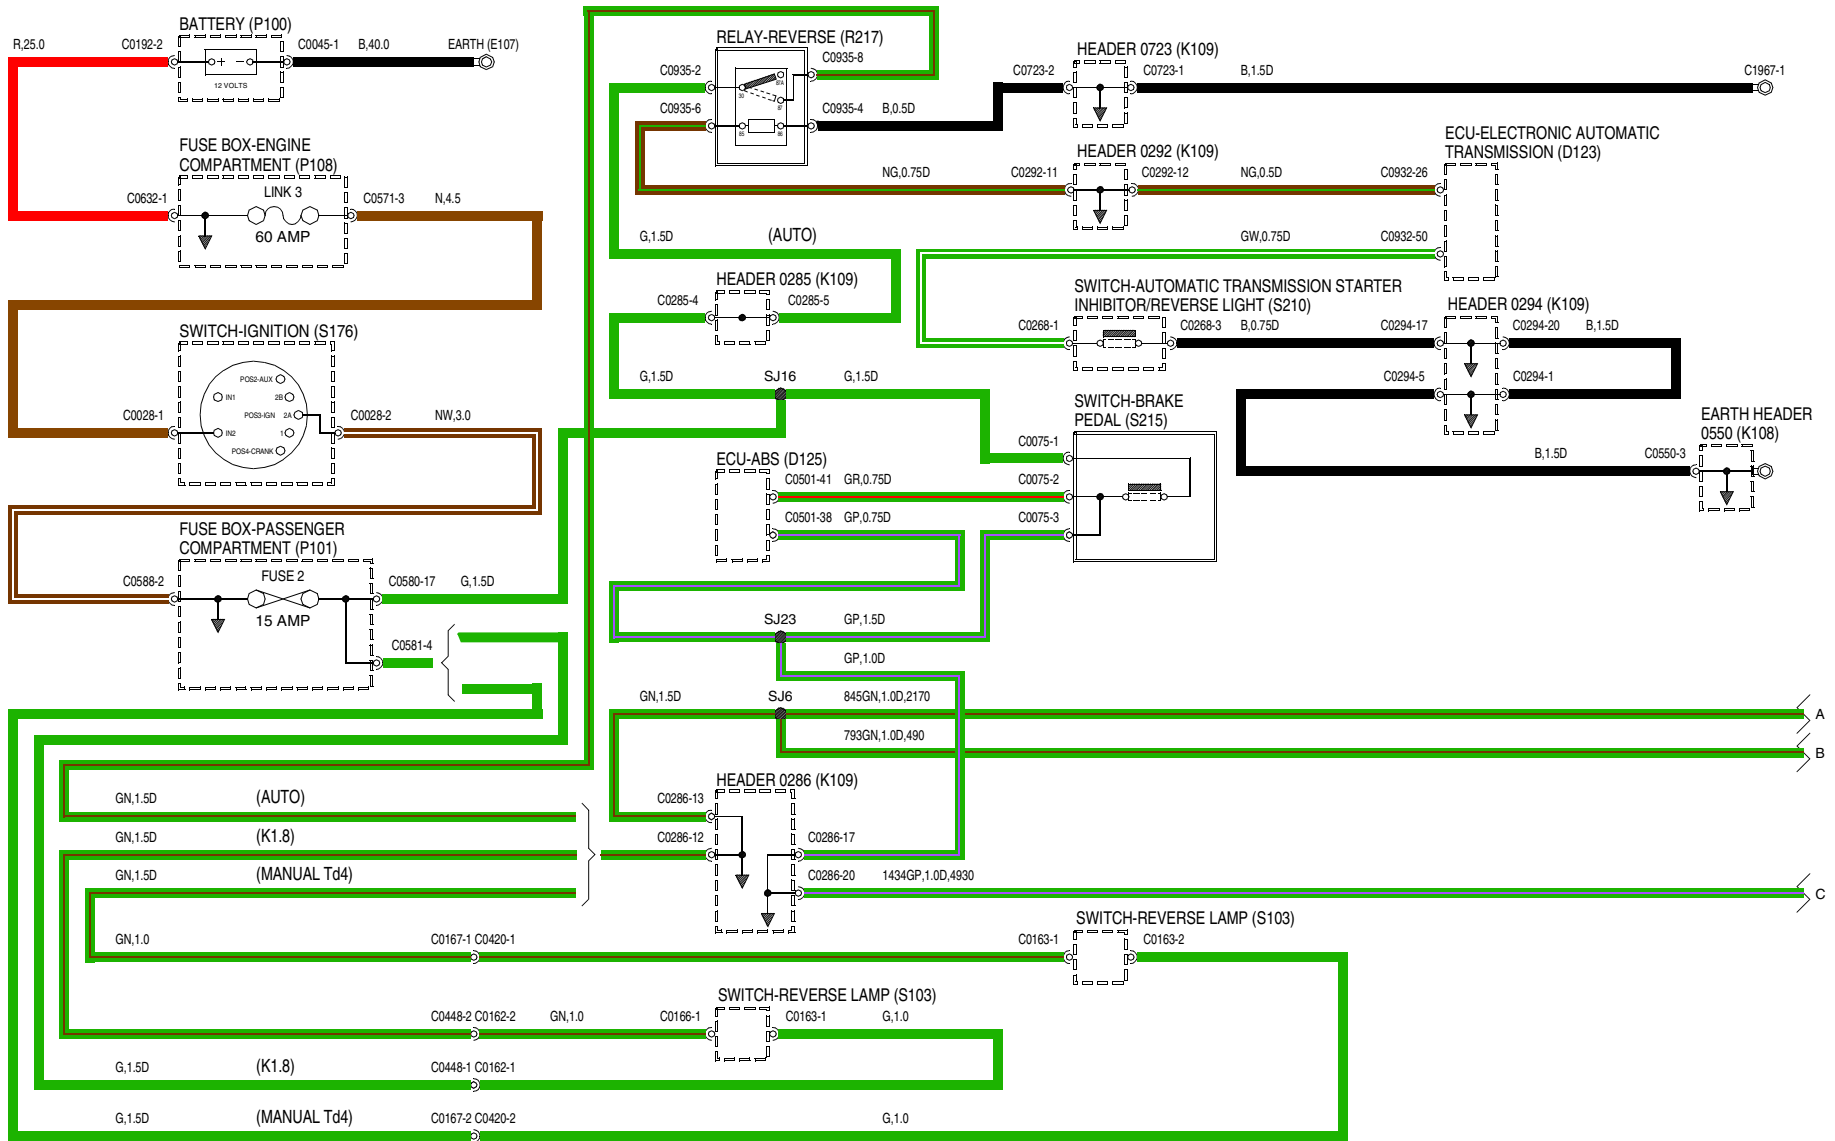 BATTERY (P100)
R,25.0
C0192-2
C0045-1
B,40.0
EARTH (E107)
+ −
12 VOLTS
FUSE BOX-ENGINE
COMPARTMENT (P108)
LINK 3
C0632-1
C0571-3
N,4.5
60 AMP
SWITCH-IGNITION (S176)
POS2-AUX
IN1
2B
POS3-IGN
2A
C0028-1
C0028-2
NW,3.0
IN2
1
POS4-CRANK
FUSE BOX-PASSENGER
COMPARTMENT (P101)
FUSE 2
C0588-2
C0580-17
G,1.5D
15 AMP
C0581-4
RELAY-REVERSE (R217)
C0935-8
C0935-2
87A
30
87
C0935-6
C0935-4
B,0.5D
85
86
HEADER 0723 (K109)
C0723-2
C0723-1
B,1.5D
C1967-1
ECU-ELECTRONIC AUTOMATIC
TRANSMISSION (D123)
HEADER 0292 (K109)
NG,0.75D
C0292-11
C0292-12
NG,0.5D
C0932-26
G,1.5D
(AUTO)
GW,0.75D
C0932-50
HEADER 0285 (K109)
C0285-4
C0285-5
SWITCH-AUTOMATIC TRANSMISSION STARTER
INHIBITOR/REVERSE LIGHT (S210)
C0268-1
C0268-3
B,0.75D
HEADER 0294 (K109)
C0294-17
C0294-20
B,1.5D
C0294-5
C0294-1
G,1.5D
SJ16
G,1.5D
SWITCH-BRAKE
PEDAL (S215)
EARTH HEADER
0550 (K108)
C0075-1
B,1.5D
C0550-3
ECU-ABS (D125)
C0501-41
GR,0.75D
C0075-2
C0501-38
GP,0.75D
C0075-3
SJ23
GP,1.5D
GP,1.0D
GN,1.5D
SJ6
845GN,1.0D,2170
A
793GN,1.0D,490
B
HEADER 0286 (K109)
GN,1.5D
(AUTO)
C0286-13
GN,1.5D
(K1.8)
C0286-12
C0286-17
GN,1.5D
(MANUAL Td4)
C0286-20
1434GP,1.0D,4930
C
SWITCH-REVERSE LAMP (S103)
GN,1.0
C0167-1 C0420-1
C0163-1
C0163-2
SWITCH-REVERSE LAMP (S103)
C0448-2 C0162-2
GN,1.0
C0166-1
C0163-1
G,1.0
G,1.5D
(K1.8)
C0448-1 C0162-1
G,1.5D
(MANUAL Td4)
C0167-2 C0420-2
G,1.0